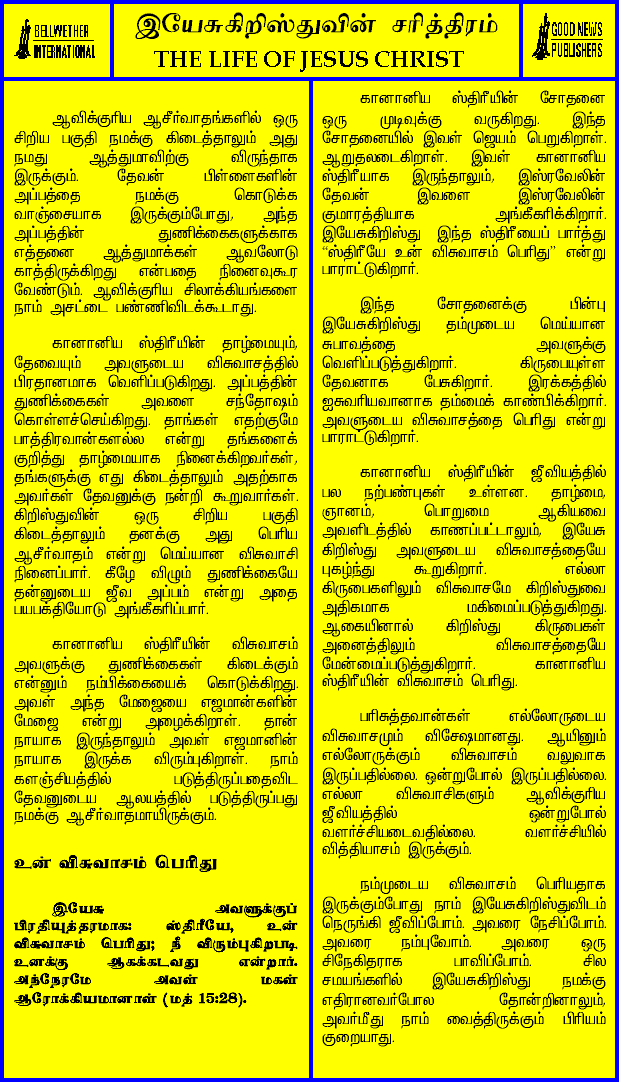 BELLWETHER
INTERNATIONAL
இயேசுகிறிஸ்துவின் சரித்திரம்
THE LIFE OF JESUS CHRIST
GOOD NEWS
PUBLISHERS
ஆவிக்குரிய ஆசீர்வாதங்களில் ஒரு
சிறிய பகுதி நமக்கு கிடைத்தாலும் அது
நமது ஆத்துமாவிற்கு விருந்தாக
இருக்கும். தேவன் பிள்ளைகளின்
அப்பத்தை நமக்கு கொடுக்க
வாஞ்சையாக இருக்கும்போது, அந்த
அப்பத்தின் துணிக்கைகளுக்காக
எத்தனை ஆத்துமாக்கள் ஆவலோடு
காத்திருக்கிறது என்பதை நினைவுகூர
வேண்டும். ஆவிக்குரிய சிலாக்கியங்களை
நாம் அசட்டை பண்ணிவிடக்கூடாது.
கானானிய ஸ்திரீயின் தாழ்மையும்,
தேவையும் அவளுடைய விசுவாசத்தில்
பிரதானமாக வெளிப்படுகிறது. அப்பத்தின்
துணிக்கைகள் அவளை சந்தோஷம்
கொள்ளச்செய்கிறது. தாங்கள் எதற்குமே
பாத்திரவான்களல்ல என்று தங்களைக்
குறித்து தாழ்மையாக நினைக்கிறவர்கள்,
தங்களுக்கு எது கிடைத்தாலும் அதற்காக
அவர்கள் தேவனுக்கு நன்றி கூறுவார்கள்.
கிறிஸ்துவின் ஒரு சிறிய பகுதி
கிடைத்தாலும் தனக்கு அது பெரிய
ஆசீர்வாதம் என்று மெய்யான விசுவாசி
நினைப்பார். கீழே விழும் துணிக்கையே
தன்னுடைய ஜீவ அப்பம் என்று அதை
பயபக்தியோடு அங்கீகரிப்பார்.
கானானிய ஸ்திரீயின் விசுவாசம்
அவளுக்கு துணிக்கைகள் கிடைக்கும்
என்னும் நம்பிக்கையைக் கொடுக்கிறது.
அவள் அந்த மேஜையை எஜமான்களின்
மேஜை என்று அழைக்கிறாள். தான்
நாயாக இருந்தாலும் அவள் எஜமானின்
நாயாக இருக்க விரும்புகிறாள். நாம்
களஞ்சியத்தில் படுத்திருப்பதைவிட
தேவனுடைய ஆலயத்தில் படுத்திருப்பது
நமக்கு ஆசீர்வாதமாயிருக்கும்.
உன் விசுவாசம் பெரிது
இயேசு அவளுக்குப்
பிரதியுத்தரமாக: ஸ்திரீயே, உன்
விசுவாசம் பெரிது; நீ விரும்புகிறபடி
உனக்கு ஆகக்கடவது என்றார்.
அந்நேரமே அவள் மகள்
ஆரோக்கியமானாள் (மத் 15:28).
கானானிய ஸ்திரீயின் சோதனை
ஒரு முடிவுக்கு வருகிறது. இந்த
சோதனையில் இவள் ஜெயம் பெறுகிறாள்.
ஆறுதலடைகிறாள். இவள் கானானிய
ஸ்திரீயாக இருந்தாலும், இஸ்ரவேலின்
தேவன் இவளை இஸ்ரவேலின்
குமாரத்தியாக அங்கீகரிக்கிறார்.
இயேசுகிறிஸ்து இந்த ஸ்திரீயைப் பார்த்து
“ஸ்திரீயே உன் விசுவாசம் பெரிது” என்று
பாராட்டுகிறார்.
இந்த சோதனைக்கு பின்பு
இயேசுகிறிஸ்து தம்முடைய மெய்யான
சுபாவத்தை அவளுக்கு
வெளிப்படுத்துகிறார். கிருபையுள்ள
தேவனாக பேசுகிறார். இரக்கத்தில்
ஐசுவரியவானாக தம்மைக் காண்பிக்கிறார்.
அவளுடைய விசுவாசத்தை பெரிது என்று
பாராட்டுகிறார்.
கானானிய ஸ்திரீயின் ஜீவியத்தில்
பல நற்பண்புகள் உள்ளன. தாழ்மை,
ஞானம், பொறுமை ஆகியவை
அவளிடத்தில் காணப்பட்டாலும், இயேசு
கிறிஸ்து அவளுடைய விசுவாசத்தையே
புகழ்ந்து கூறுகிறார். எல்லா
கிருபைகளிலும் விசுவாசமே கிறிஸ்துவை
அதிகமாக மகிமைப்படுத்துகிறது.
ஆகையினால் கிறிஸ்து கிருபைகள்
அனைத்திலும் விசுவாசத்தையே
மேன்மைப்படுத்துகிறார். கானானிய
ஸ்திரீயின் விசுவாசம் பெரிது.
பரிசுத்தவான்கள் எல்லோருடைய
விசுவாசமும் விசேஷமானது. ஆயினும்
எல்லோருக்கும் விசுவாசம் வலுவாக
இருப்பதில்லை. ஒன்றுபோல் இருப்பதில்லை.
எல்லா விசுவாசிகளும் ஆவிக்குரிய
ஜீவியத்தில் ஒன்றுபோல்
வளர்ச்சியடைவதில்லை. வளர்ச்சியில்
வித்தியாசம் இருக்கும்.
நம்முடைய விசுவாசம் பெரியதாக
இருக்கும்போது நாம் இயேசுகிறிஸ்துவிடம்
நெருங்கி ஜீவிப்போம். அவரை நேசிப்போம்.
அவரை நம்புவோம். அவரை ஒரு
சிநேகிதராக பாவிப்போம். சில
சமயங்களில் இயேசுகிறிஸ்து நமக்கு
எதிரானவர்போல தோன்றினாலும்,
அவர்மீது நாம் வைத்திருக்கும் பிரியம்
குறையாது.